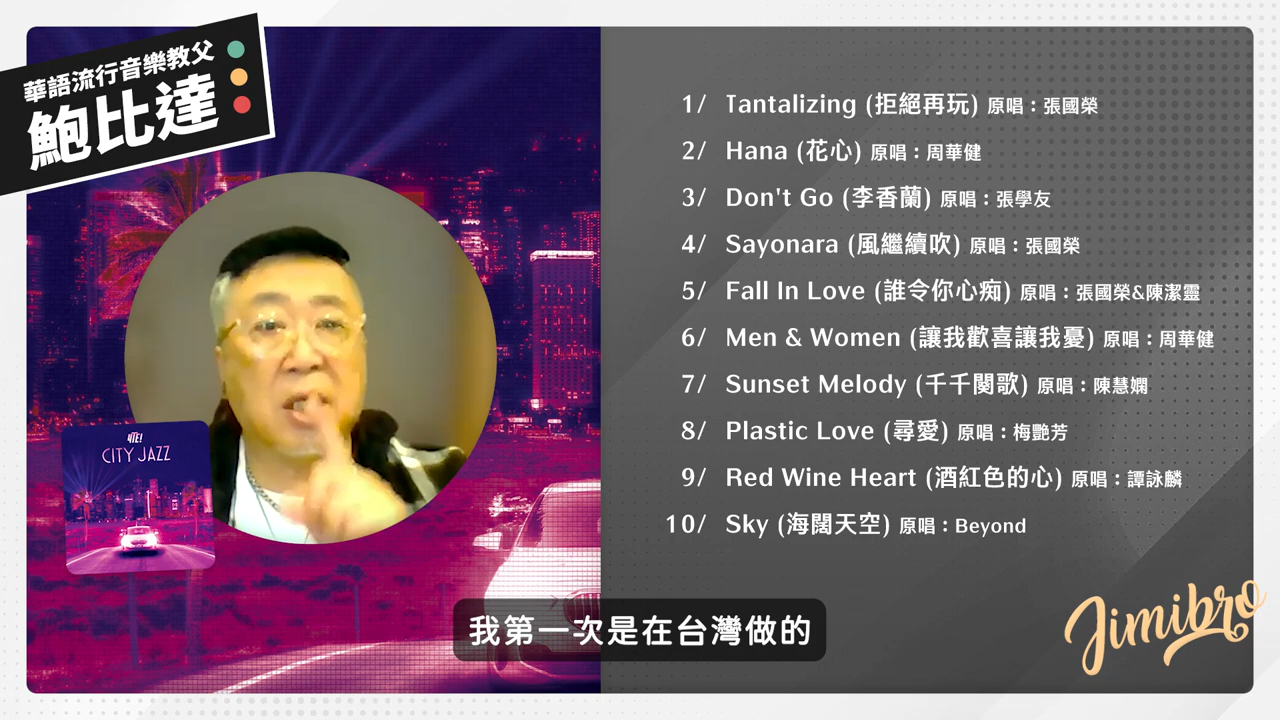 華語流行音樂教父
鮑比達
YTE!
CITY JAZZ
1/ Tantalizing (拒絕再玩) 原唱：張國榮
2/ Hana (花心) 原唱：周華健
3/ Don't Go (李香蘭) 原唱：張學友
4/ Sayonara (風繼續吹) 原唱：張國榮
5/ Fall In Love (誰令你心痴) 原唱：張國榮&陳潔靈
6/ Men & Women (讓我歡喜讓我憂) 原唱：周華健
7/ Sunset Melody (千千闋歌) 原唱：陳慧嫻
8/ Plastic Love (尋愛) 原唱：梅艷芳
9/ Red Wine Heart (酒紅色的心) 原唱：譚詠麟
10/ Sky (海闊天空) 原唱：Beyond
我第一次是在台灣做的
Jimibro